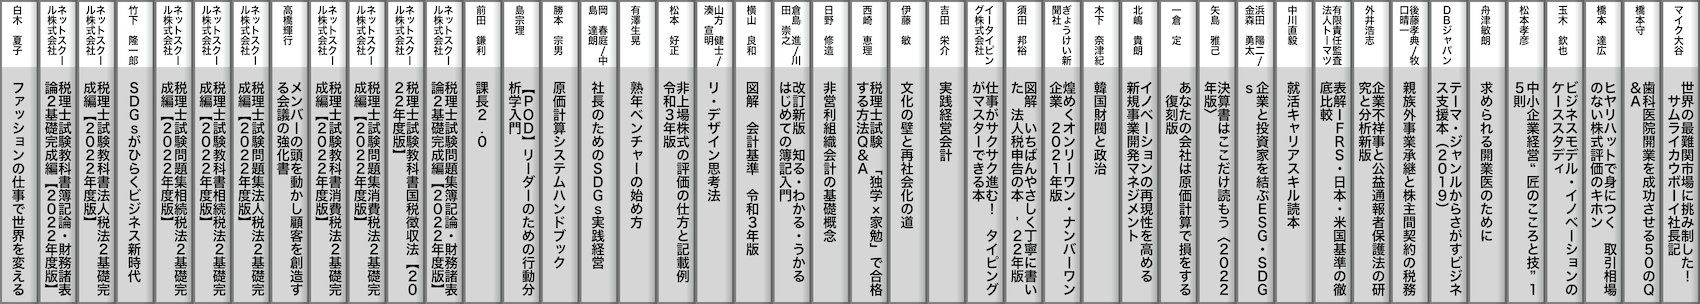 マイク大谷
世界の最難関市場に挑み制した!
サムライカウボーイ社長記
橋本守
歯科医院開業を成功させる50のQ
&A
橋本 達広
ヒヤリハットで身につく 取引相場
のない株式評価のキホン
玉木 欽也
ビジネスモデル・イノベーションの
ケーススタディ
松本孝彦
中小企業経営“匠のこころと技”1
5則
舟津敏朗
求められる開業医のために
DBジャパン
テーマ・ジャンルからさがすビジネ
ス支援本(2019)
後藤孝典/牧
口晴一
親族外事業承継と株主間契約の税務
外井浩志
企業不祥事と公益通報者保護法の研
究と分析新版
有限責任監査
法人トーマツ
表解ーIFRS・日本・米国基準の徹
底比較
中川直毅
就活キャリアスキル読本
浜田 陽二/
金森 勇太
企業と投資家を結ぶESG・SDG
s
矢島 雅己
決算書はここだけ読もう〈2022
年版〉
一倉 定
あなたの会社は原価計算で損をする
復刻版
北嶋 貴朗
イノベーションの再現性を高める
新規事業開発マネジメント
木下 奈津紀
韓国財閥と政治
ぎょうけい新
聞社
煌めくオンリーワン・ナンバーワン
企業 2021年版
須田 邦裕
図解 いちばんやさしく丁寧に書い
た 法人税申告の本 '22年版
イータイピン
グ株式会社
仕事がサクサク進む! タイピング
がマスターできる本
吉田 栄介
実践経営会計
伊藤 敏
文化の壁と再社会化の道
西崎 恵理
税理士試験 「独学×家勉」で合格
する方法Q&A
日野 修造
非営利組織会計の基礎概念
倉島 進/川
田 崇之
改訂新版 知る・わかる・うかる
はじめての簿記入門
横山 良和
図解 会計基準 令和3年版
山方 健士/
湊 宣明
リ・デザイン思考法
松本 好正
非上場株式の評価の仕方と記載例
令和3年版
有澤生晃
熟年ベンチャーの始め方
岡 春庭/中
島 達朗
社長のためのSDGs実践経営
勝本 宗男
原価計算システムハンドブック
島宗理
【POD】リーダーのための行動分
析学入門
前田 鎌利
課長2.0
ネットスクー
ル株式会社
税理士試験問題集簿記論・財務諸表
論2基礎完成編【2022年度版】
ネットスクー
ル株式会社
税理士試験教科書国税徴収法【20
22年度版】
ネットスクー
ル株式会社
税理士試験問題集消費税法2基礎完
成編【2022年度版】
ネットスクー
ル株式会社
税理士試験教科書消費税法2基礎完
成編【2022年度版】
高橋輝行
メンバーの頭を動かし顧客を創造す
る会議の強化書
ネットスクー
ル株式会社
税理士試験問題集法人税法2基礎完
成編【2022年度版】
ネットスクー
ル株式会社
税理士試験教科書相続税法2基礎完
成編【2022年度版】
ネットスクー
ル株式会社
税理士試験問題集相続税法2基礎完
成編【2022年度版】
竹下 隆一郎
SDGsがひらくビジネス新時代
ネットスクー
ル株式会社
税理士試験教科書法人税法2基礎完
成編【2022年度版】
ネットスクー
ル株式会社
税理士試験教科書簿記論・財務諸表
論2基礎完成編【2022年度版】
白木 夏子
ファッションの仕事で世界を変える